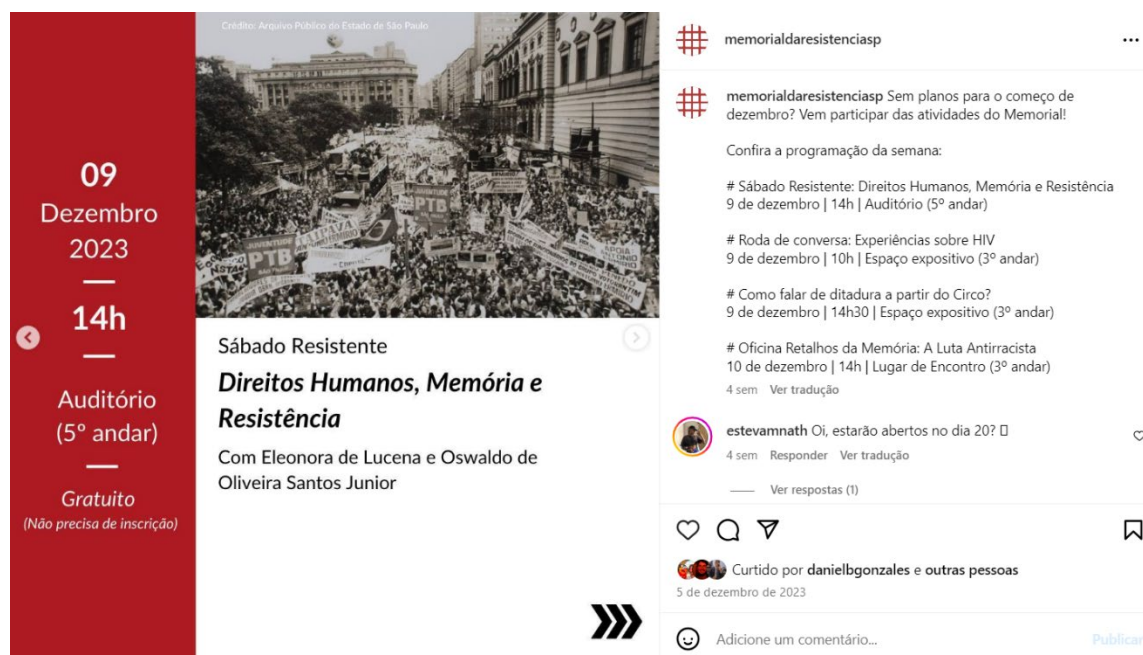 09
Dezembro
2023
14h
Auditório
(5º andar)
Gratuito
(Não precisa de inscrição)
Crédito: Arquivo Público do Estado de São Paulo
PTB
JUVENTUDE
PTB
APOIA
Sábado Resistente
Direitos Humanos, Memória e
Resistência
Com Eleonora de Lucena e Oswaldo de
Oliveira Santos Junior
memorialdaresistenciasp
memorialdaresistenciasp Sem planos para o começo de
dezembro? Vem participar das atividades do Memorial!
Confira a programação da semana:
# Sábado Resistente: Direitos Humanos, Memória e Resistência
9 de dezembro | 14h | Auditório (5º andar)
# Roda de conversa: Experiências sobre HIV
9 de dezembro | 10h | Espaço expositivo (3º andar)
# Como falar de ditadura a partir do Circo?
9 de dezembro | 14h30 | Espaço expositivo (3º andar)
# Oficina Retalhos da Memória: A Luta Antirracista
10 de dezembro | 14h | Lugar de Encontro (3º andar)
4 sem Ver tradução
estevamnath Oi, estarão abertos no dia 20?
4 sem Responder Ver tradução
Ver respostas (1)
Curtido por danielbgonzales e outras pessoas
5 de dezembro de 2023
Adicione um comentário...
Publicar